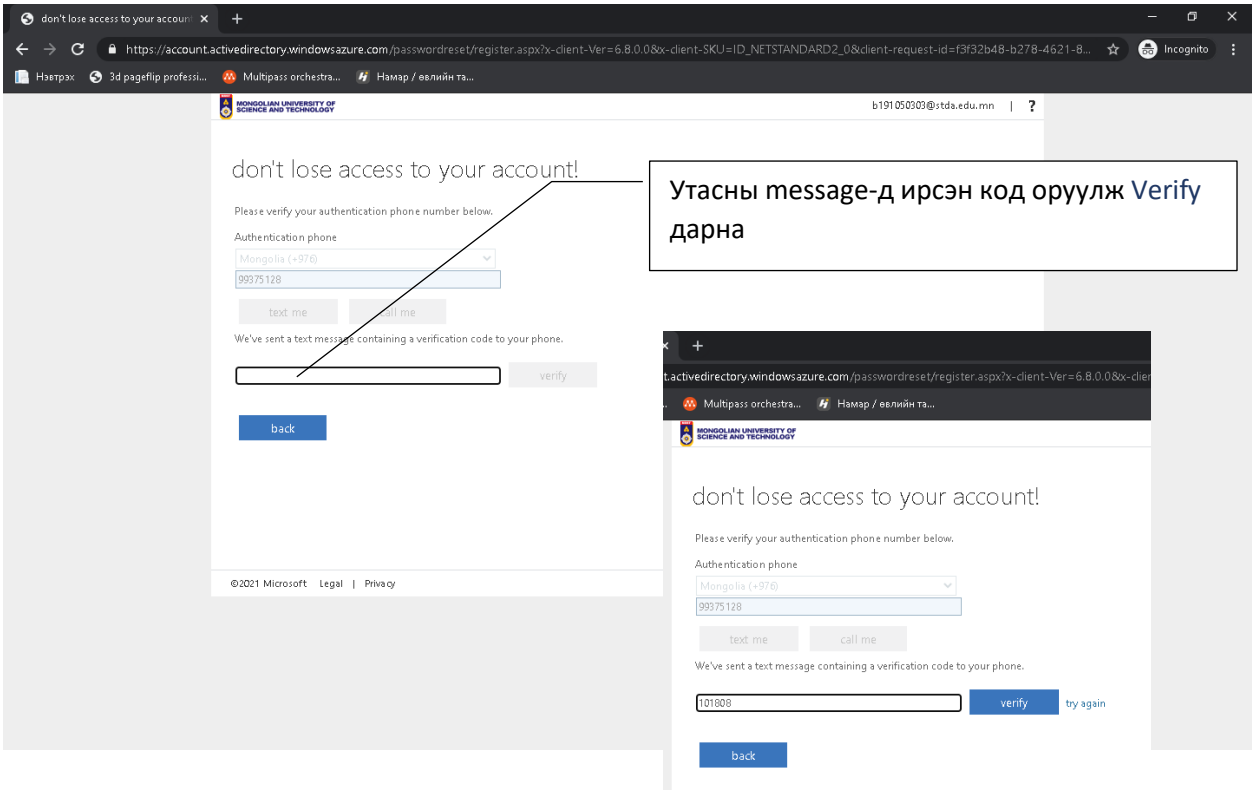 don't lose access to your accoun
https://account.activedirectory.windowsazure.com/passwordreset/register.aspx?x-client-Ver=6.8.0.0&x-client-SKU=ID_NETSTANDARD2_0&client-request-id=f3f32b48-b278-4621-8...
Incognito
Нэвтрэх
3d pageflip professi...
Multipass orchestra...
Намар / өвлийн та...
MONGOLIAN UNIVERSITY OF
SCIENCE AND TECHNOLOGY
b191050303@stda.edu.mn | ?
don't lose access to your account!
Утасны message-д ирсэн код оруулж Verify
дарна
Please verify your authentication phone number below.
Authentication phone
Mongolia (+976)
99375128
text me
call me
We've sent a text message containing a verification code to your phone.
verify
back
©2021 Microsoft Legal | Privacy
t.activedirectory.windowsazure.com/passwordreset/register.aspx?x-client-Ver=6.8.0.0&x-clier
Multipass orchestra...
Намар / өвлийн та...
MONGOLIAN UNIVERSITY OF
SCIENCE AND TECHNOLOGY
don't lose access to your account!
Please verify your authentication phone number below.
Authentication phone
Mongolia (+976)
99375128
text me
call me
We've sent a text message containing a verification code to your phone.
101808
verify
try again
back